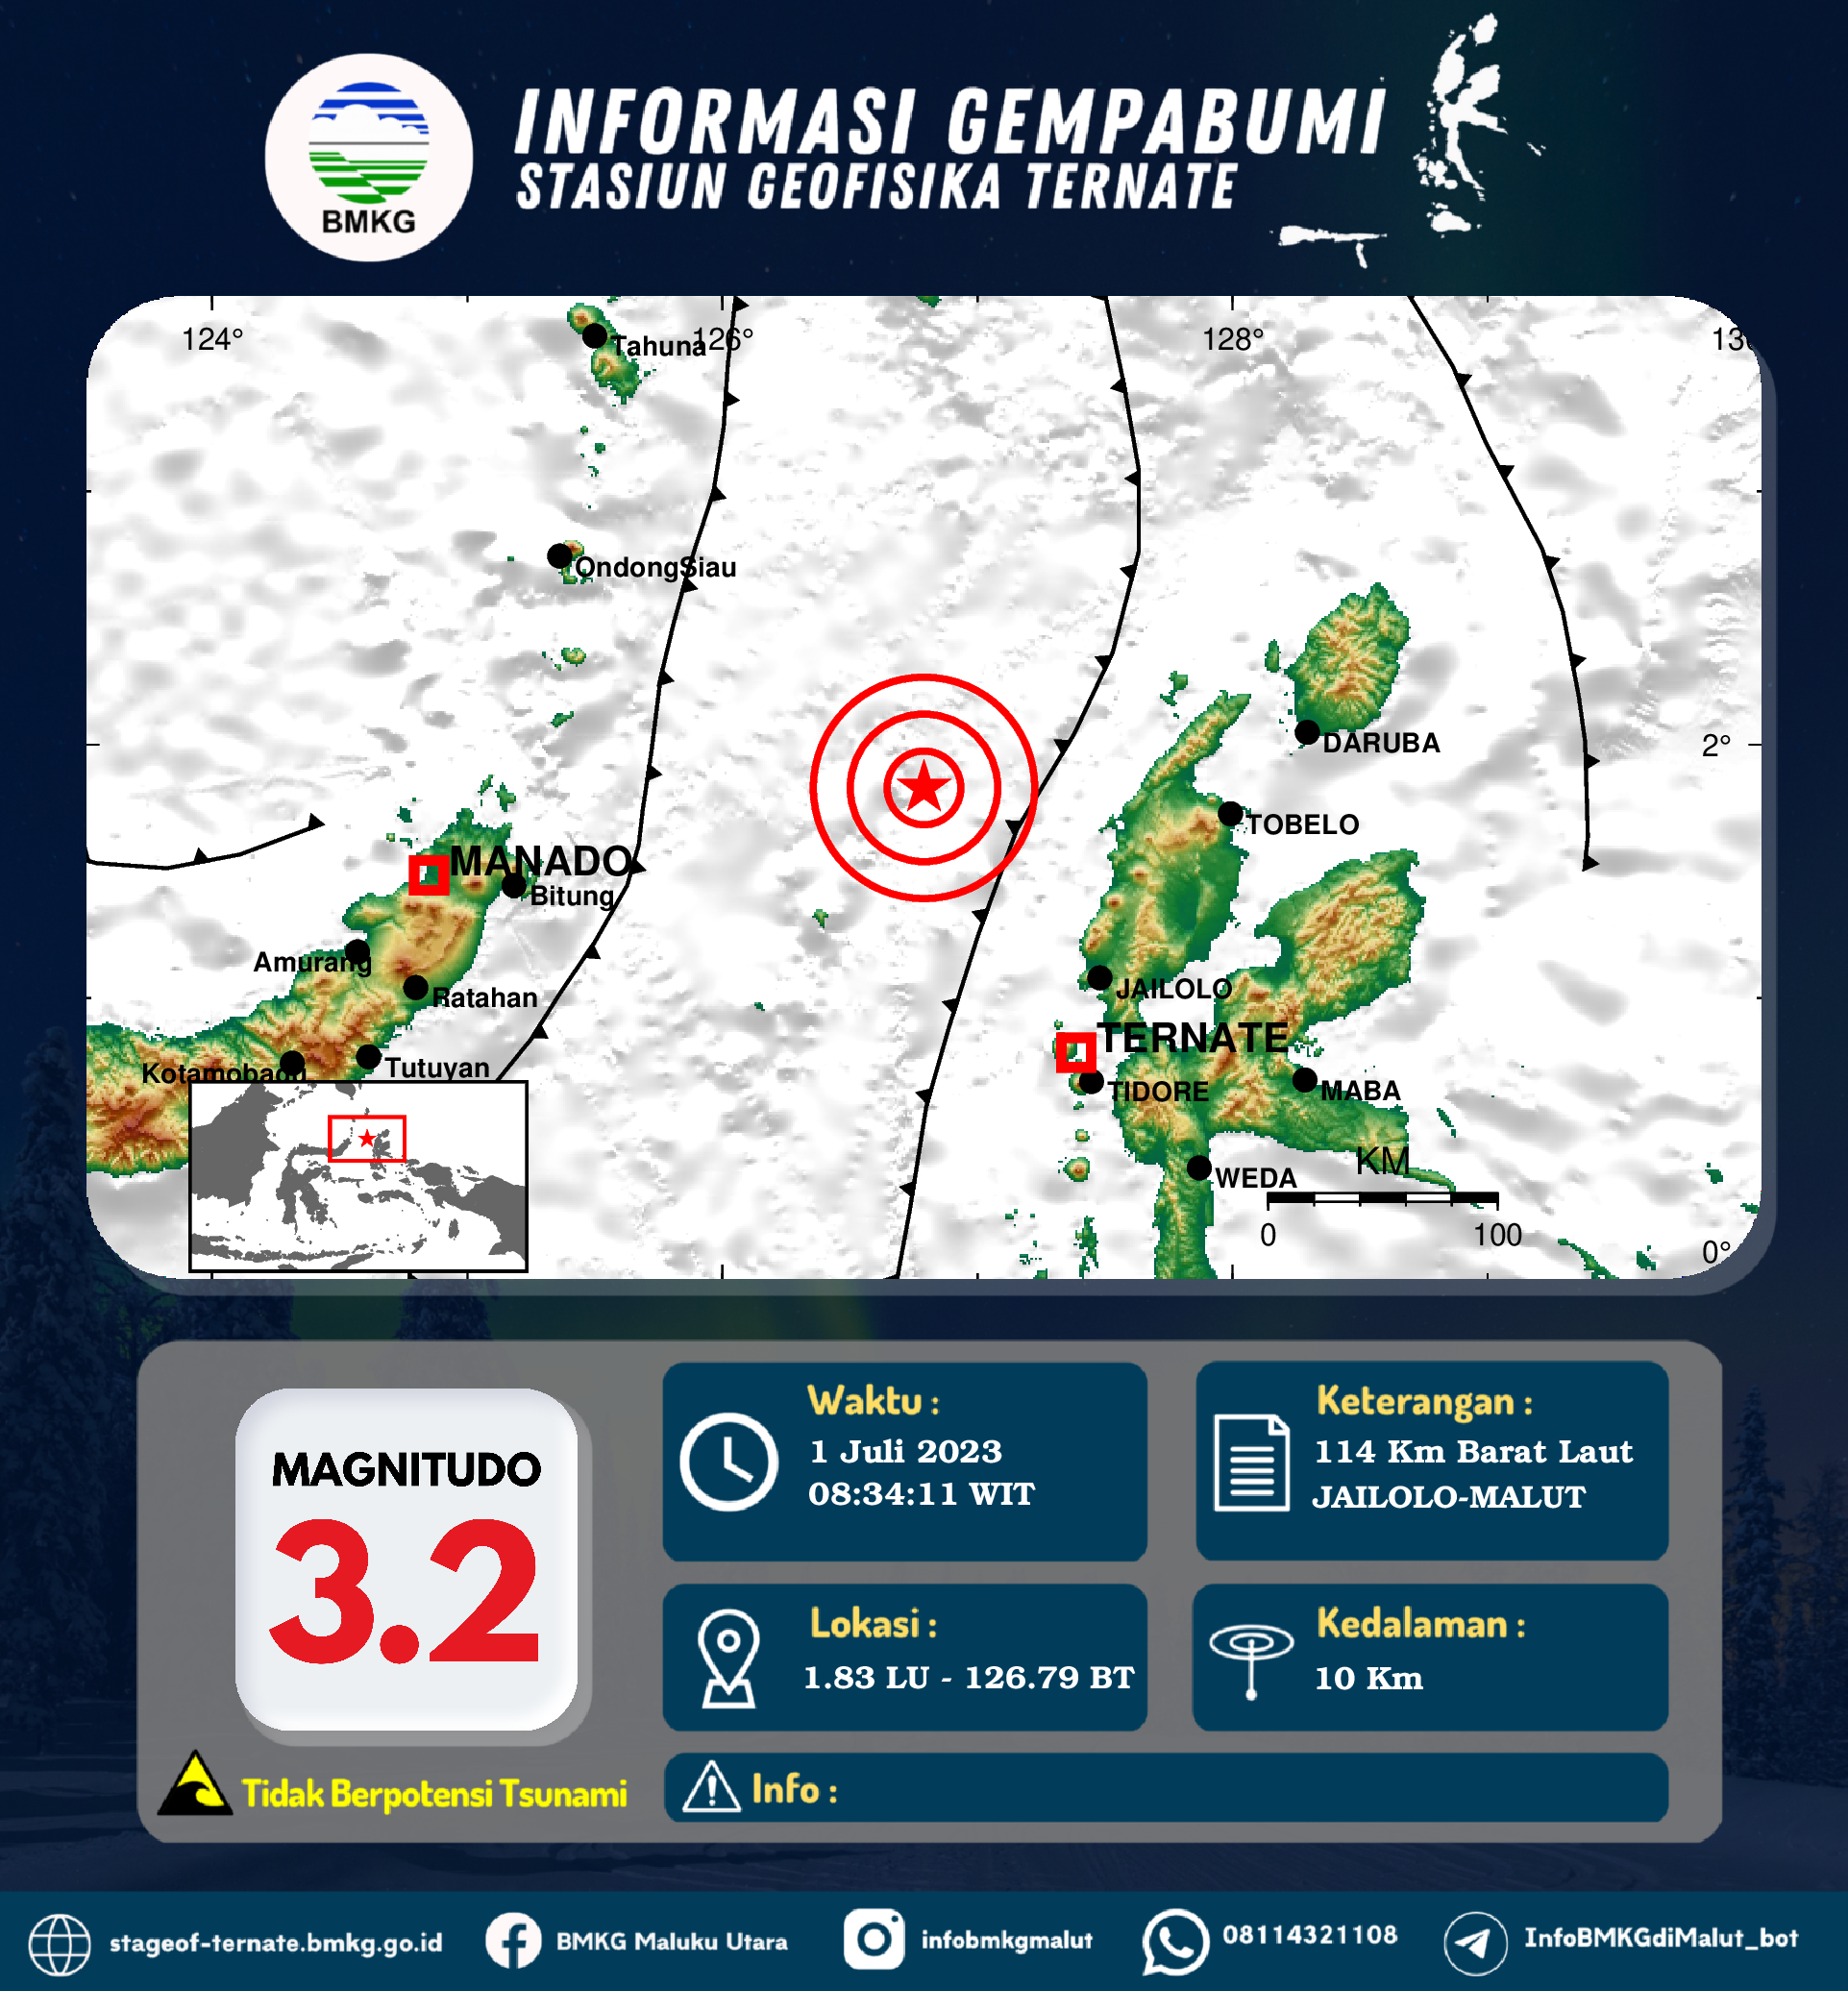 INFORMASI GEMPABUMI
STASIUN GEOFISIKA TERNATE
BMKG
124°
126°
128°
Tahuna
OndongSiau
2°
DARUBA
TOBELO
MANADO
Bitung
Amurang
Ratahan
JAILOLO
TERNATE
Kotamobagu
Tutuyan
TIDORE
MABA
KM
WEDA
0
100
0°
MAGNITUDO
3.2
Tidak Berpotensi Tsunami
Waktu :
1 Juli 2023
08:34:11 WIT
Keterangan :
114 Km Barat Laut
JAILOLO-MALUT
Lokasi :
1.83 LU - 126.79 BT
Kedalaman :
10 Km
Info :
stageof-ternate.bmkg.go.id
BMKG Maluku Utara
infobmkgmalut
08114321108
InfoBMKGdiMalut_bot